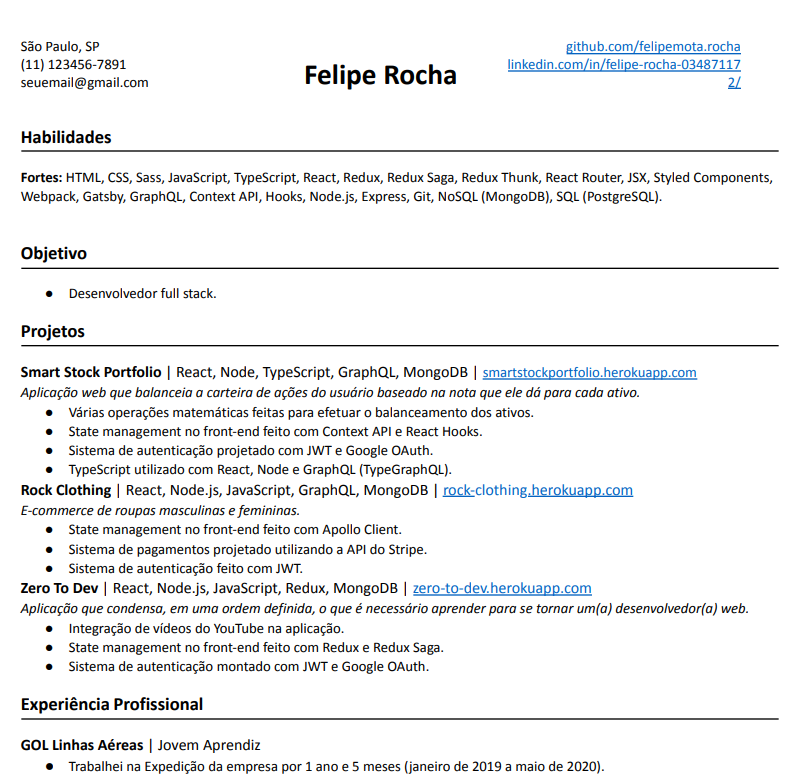 São Paulo, SP
(11) 123456-7891
seuemail@gmail.com
Felipe Rocha
github.com/felipemota.rocha
linkedin.com/in/felipe-rocha-03487117
2/
Habilidades
Fortes: HTML, CSS, Sass, JavaScript, TypeScript, React, Redux, Redux Saga, Redux Thunk, React Router, JSX, Styled Components,
Webpack, Gatsby, GraphQL, Context API, Hooks, Node.js, Express, Git, NoSQL (MongoDB), SQL (PostgreSQL).
Objetivo
● Desenvolvedor full stack.
Projetos
Smart Stock Portfolio | React, Node, TypeScript, GraphQL, MongoDB | smartstockportfolio.herokuapp.com
Aplicação web que balanceia a carteira de ações do usuário baseado na nota que ele dá para cada ativo.
● Várias operações matemáticas feitas para efetuar o balanceamento dos ativos.
● State management no front-end feito com Context API e React Hooks.
● Sistema de autenticação projetado com JWT e Google OAuth.
● TypeScript utilizado com React, Node e GraphQL (TypeGraphQL).
Rock Clothing | React, Node.js, JavaScript, GraphQL, MongoDB | rock-clothing.herokuapp.com
E-commerce de roupas masculinas e femininas.
● State management no front-end feito com Apollo Client.
● Sistema de pagamentos projetado utilizando a API do Stripe.
● Sistema de autenticação feito com JWT.
Zero To Dev | React, Node.js, JavaScript, Redux, MongoDB | zero-to-dev.herokuapp.com
Aplicação que condensa, em uma ordem definida, o que é necessário aprender para se tornar um(a) desenvolvedor(a) web.
● Integração de vídeos do YouTube na aplicação.
● State management no front-end feito com Redux e Redux Saga.
● Sistema de autenticação montado com JWT e Google OAuth.
Experiência Profissional
GOL Linhas Aéreas | Jovem Aprendiz
● Trabalhei na Expedição da empresa por 1 ano e 5 meses (janeiro de 2019 a maio de 2020).